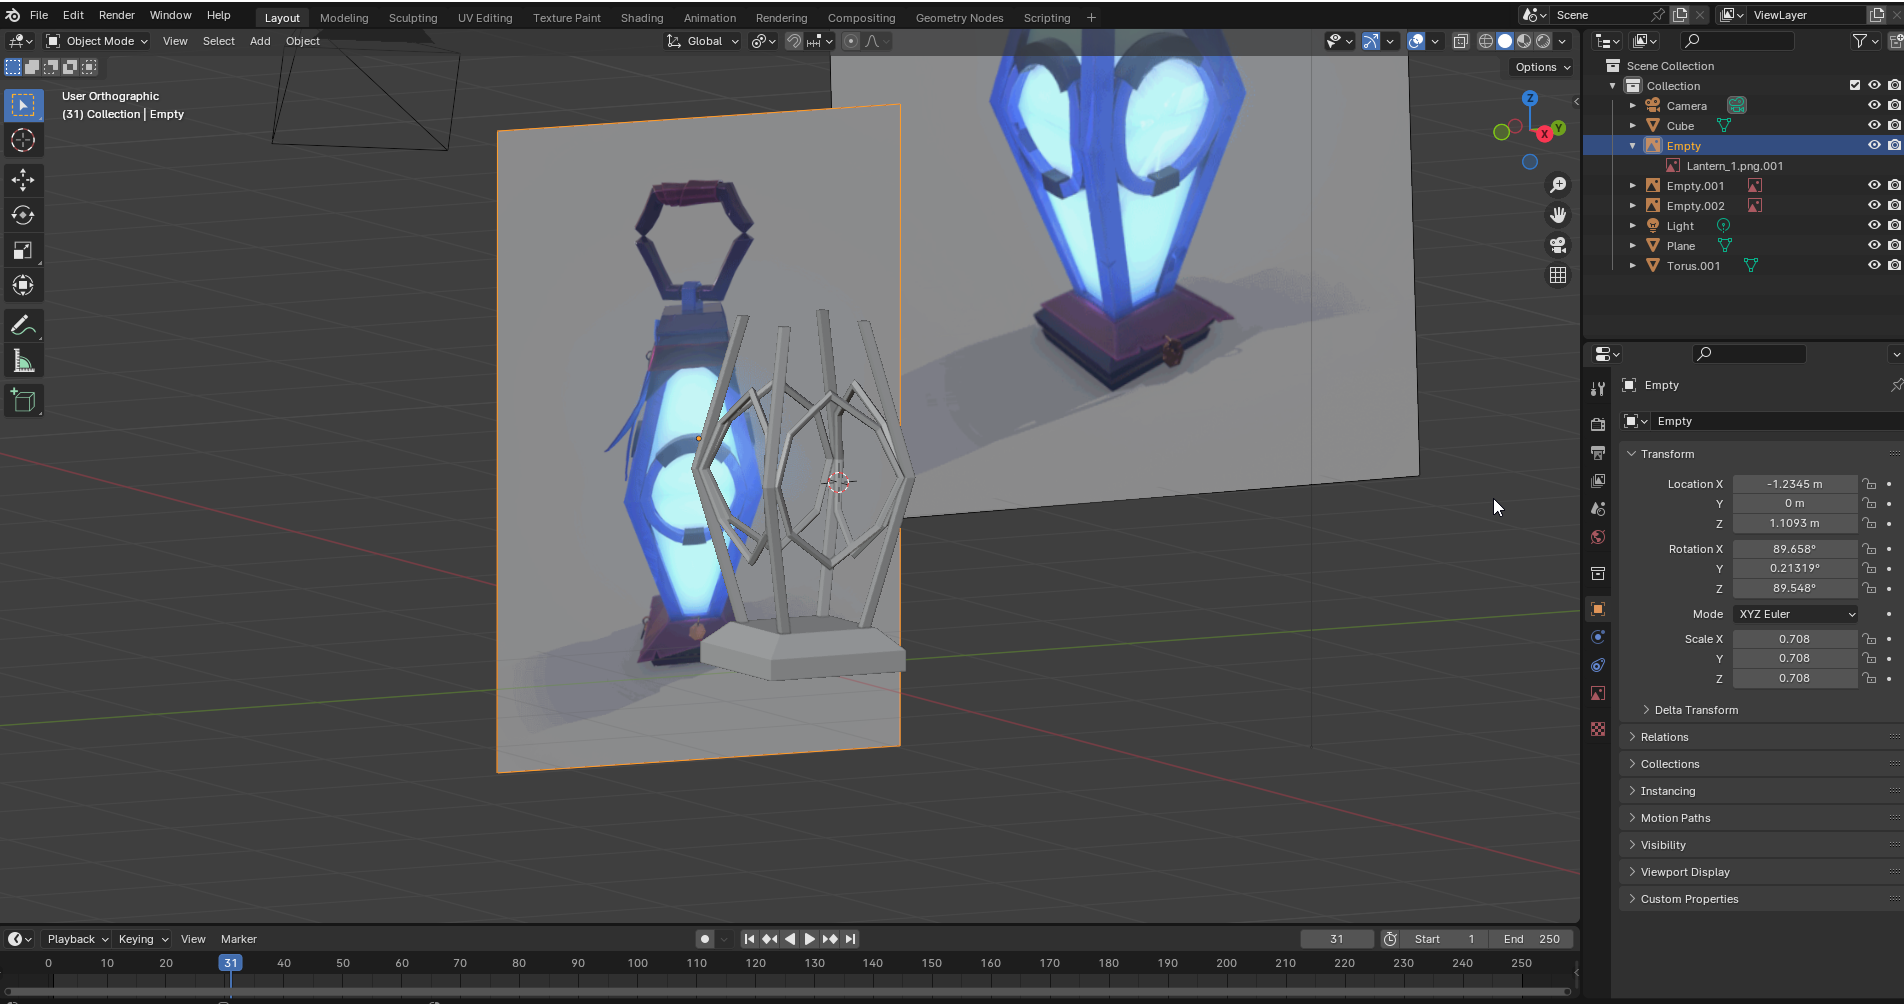 File Edit Render Window Help Layout Modeling Sculpting UV Editing Texture Paint Shading Animation Rendering Compositing Geometry Nodes Scripting + Scene ViewLayer
Object Mode View Select Add Object Global
Options
User Orthographic
(31) Collection | Empty
Z
Y
X
Scene Collection
Collection
Camera
Cube
Empty
Lantern_1.png.001
Empty.001
Empty.002
Light
Plane
Torus.001
Empty
Empty
Transform
Location X -1.2345 m
Y 0 m
Z 1.1093 m
Rotation X 89.658°
Y 0.21319°
Z 89.548°
Mode XYZ Euler
Scale X 0.708
Y 0.708
Z 0.708
Delta Transform
Relations
Collections
Instancing
Motion Paths
Visibility
Viewport Display
Custom Properties
Playback Keying View Marker 31 Start 1 End 250
0 10 20 31 40 50 60 70 80 90 100 110 120 130 140 150 160 170 180 190 200 210 220 230 240 250